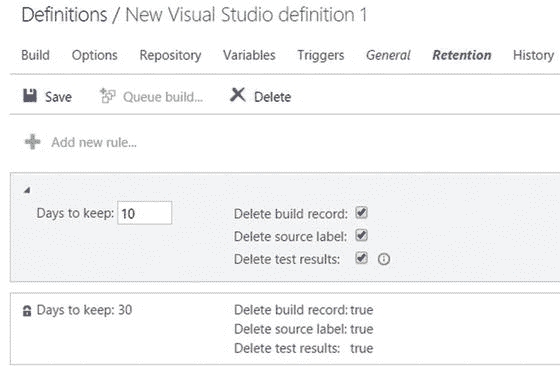 Definitions / New Visual Studio definition 1
Build Options Repository Variables Triggers General Retention History
Save Queue build... Delete
Add new rule...
Days to keep: 10 Delete build record:
Delete source label:
Delete test results:
Days to keep: 30 Delete build record: true
Delete source label: true
Delete test results: true